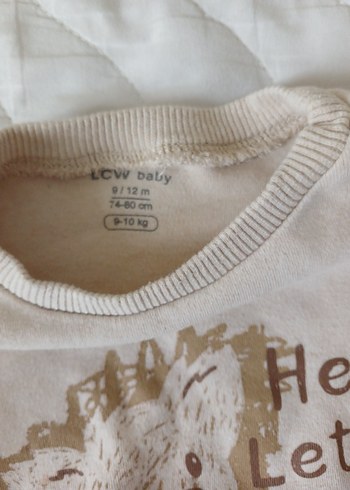 LCW baby
9 / 12 m
74-80 cm
9-10 kg
He
Let